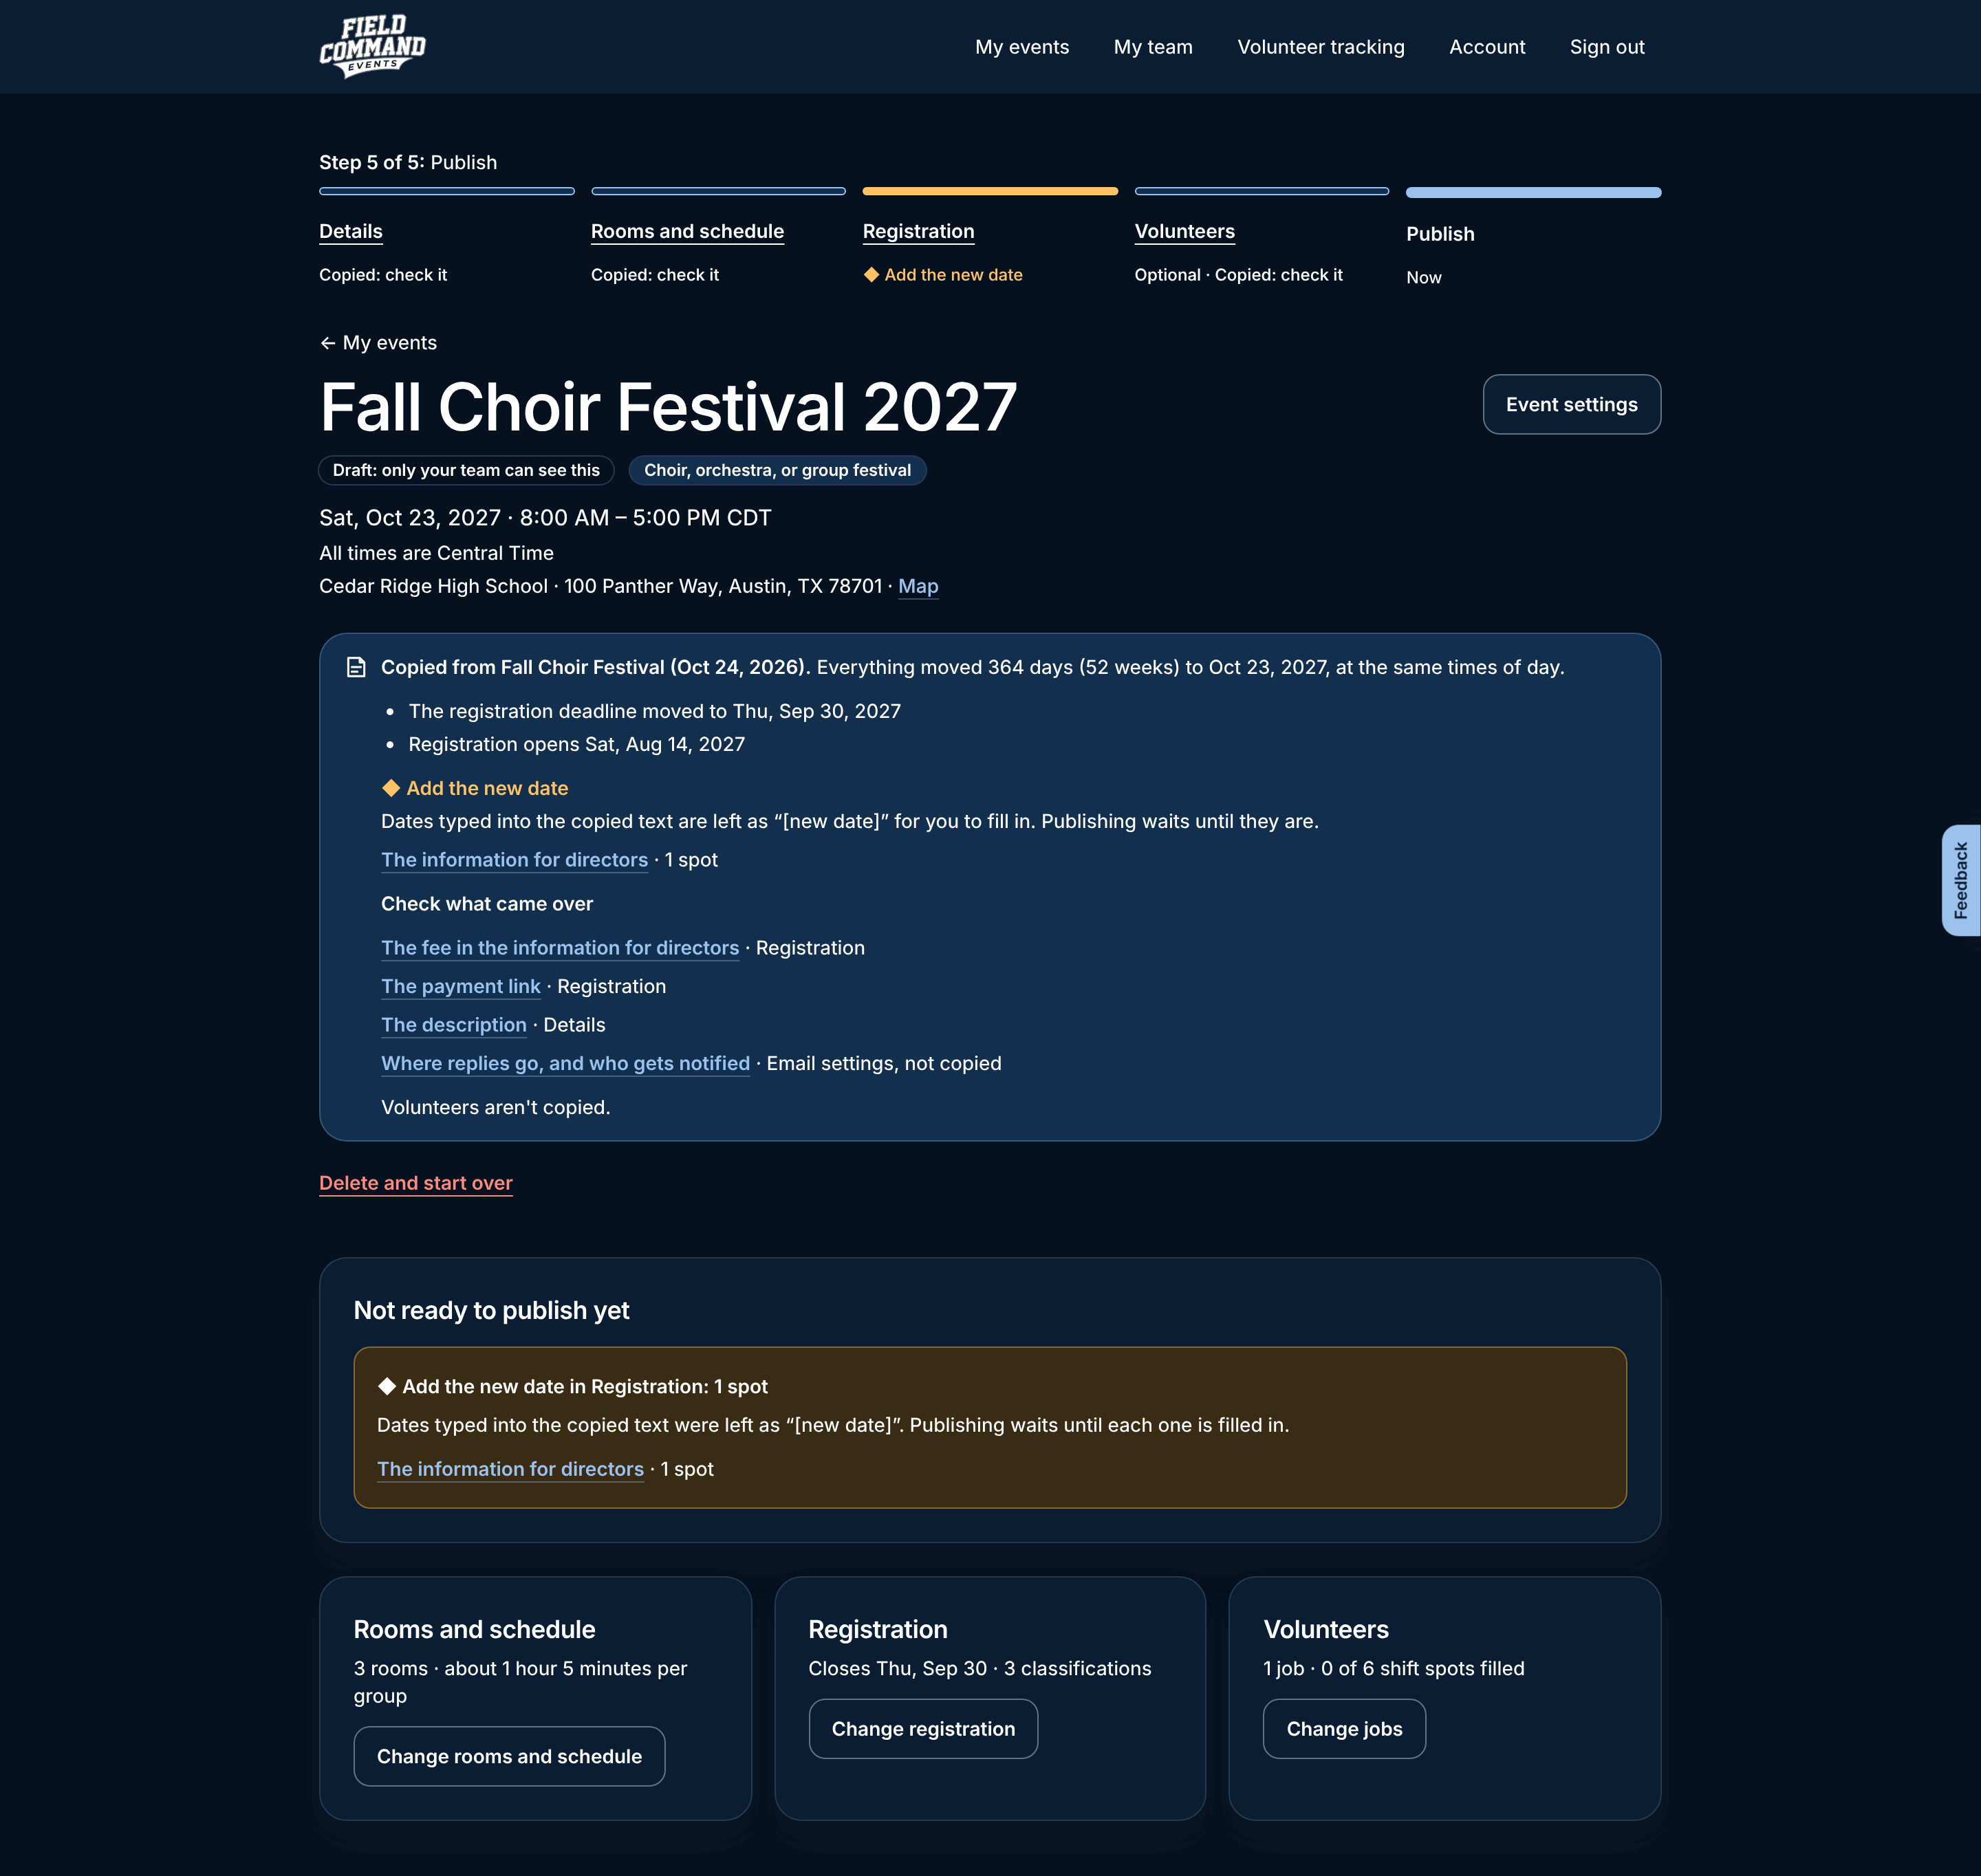 FIELD
COMMAND
EVENTS
My events
My team
Volunteer tracking
Account
Sign out
Step 5 of 5: Publish
Details
Copied: check it
Rooms and schedule
Copied: check it
Registration
◆ Add the new date
Volunteers
Optional · Copied: check it
Publish
Now
← My events
Fall Choir Festival 2027
Event settings
Draft: only your team can see this
Choir, orchestra, or group festival
Sat, Oct 23, 2027 · 8:00 AM – 5:00 PM CDT
All times are Central Time
Cedar Ridge High School · 100 Panther Way, Austin, TX 78701 · Map
Copied from Fall Choir Festival (Oct 24, 2026). Everything moved 364 days (52 weeks) to Oct 23, 2027, at the same times of day.
• The registration deadline moved to Thu, Sep 30, 2027
• Registration opens Sat, Aug 14, 2027
◆ Add the new date
Dates typed into the copied text are left as “[new date]” for you to fill in. Publishing waits until they are.
The information for directors · 1 spot
Check what came over
The fee in the information for directors · Registration
The payment link · Registration
The description · Details
Where replies go, and who gets notified · Email settings, not copied
Volunteers aren't copied.
Feedback
Delete and start over
Not ready to publish yet
◆ Add the new date in Registration: 1 spot
Dates typed into the copied text were left as “[new date]”. Publishing waits until each one is filled in.
The information for directors · 1 spot
Rooms and schedule
3 rooms · about 1 hour 5 minutes per
group
Change rooms and schedule
Registration
Closes Thu, Sep 30 · 3 classifications
Change registration
Volunteers
1 job · 0 of 6 shift spots filled
Change jobs